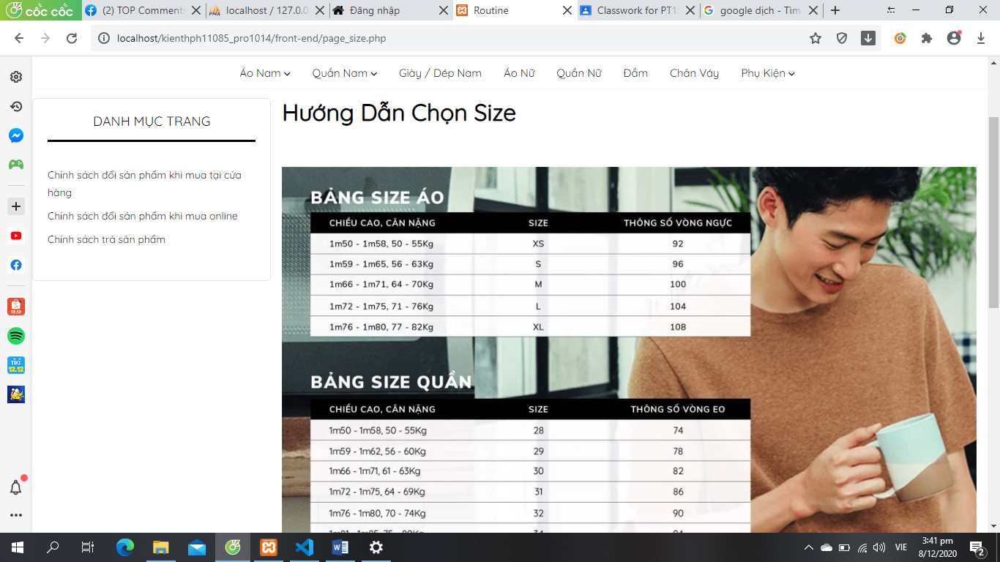 cốc cốc
(2) TOP Comments
localhost / 127.0.0
Đăng nhập
Routine
Classwork for PT1
google dịch - Tìm
localhost/kienthph11085_pro1014/front-end/page_size.php
Áo Nam
Quần Nam
Giày / Dép Nam
Áo Nữ
Quần Nữ
Đầm
Chân Váy
Phụ Kiện
DANH MỤC TRANG
Chính sách đổi sản phẩm khi mua tại cửa
hàng
Chính sách đổi sản phẩm khi mua online
Chính sách trả sản phẩm
Hướng Dẫn Chọn Size
BẢNG SIZE ÁO
CHIỀU CAO, CÂN NẶNG SIZE THÔNG SỐ VÒNG NGỰC
1m50 - 1m58, 50 - 55Kg XS 92
1m59 - 1m65, 56 - 63Kg S 96
1m66 - 1m71, 64 - 70Kg M 100
1m72 - 1m75, 71 - 76Kg L 104
1m76 - 1m80, 77 - 82Kg XL 108
BẢNG SIZE QUẦN
CHIỀU CAO, CÂN NẶNG SIZE THÔNG SỐ VÒNG EO
1m50 - 1m58, 50 - 55Kg 28 74
1m59 - 1m62, 56 - 60Kg 29 78
1m66 - 1m71, 61 - 63Kg 30 82
1m72 - 1m75, 64 - 69Kg 31 86
1m76 - 1m80, 70 - 74Kg 32 90
12.12
TIKI
12.12
VIE
3:41 pm
8/12/2020
2